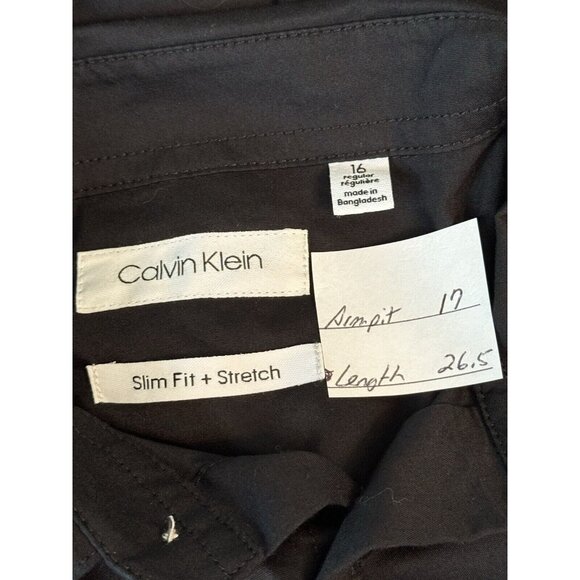 16
regular
régulière
made in
Bangladesh
Calvin Klein
Armpit 17
Slim Fit + Stretch
Length 26.5